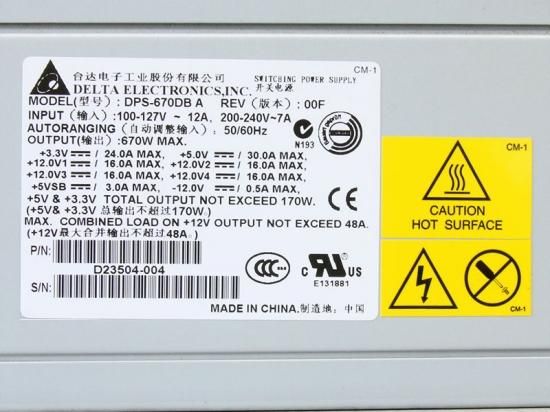 CM-1
台达电子工业股份有限公司
DELTA ELECTRONICS,INC.
SWITCHING POWER SUPPLY
开关电源
MODEL(型号): DPS-670DB A REV(版本): 00F
INPUT (输入) :100-127V ~ 12A, 200-240V~7A
AUTORANGING (自动调整范围) : 50/60Hz
OUTPUT(输出):670W MAX.
N193
+3.3V / 24.0A MAX, +5.0V / 30.0A MAX,
+12.0V1 / 16.0A MAX, +12.0V2 / 16.0A MAX,
+12.0V3 / 16.0A MAX, +12.0V4 / 16.0A MAX,
+5VSB / 3.0A MAX, -12.0V / 0.5A MAX,
+5V & +3.3V TOTAL OUTPUT NOT EXCEED 170W.
(+5V& +3.3V 总输出不超过170W.)
MAX. COMBINED LOAD ON +12V OUTPUT NOT EXCEED 48A.
(+12V最大合并输出不超过48A.)
P/N:
D23504-004
S/N:
CCC
C UL US
E131881
MADE IN CHINA.制造地: 中国
CM-1
CAUTION
HOT SURFACE
CM-1